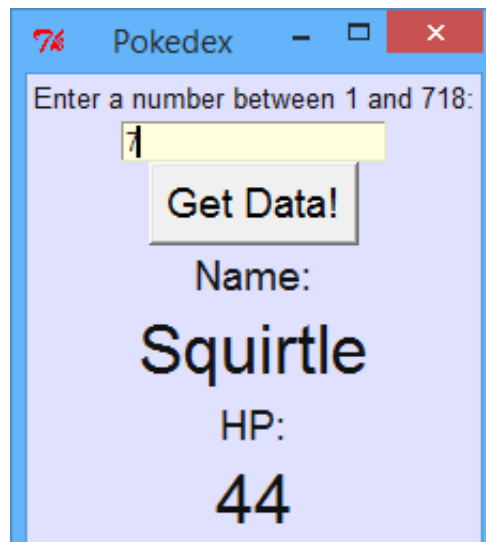 Pokedex
Enter a number between 1 and 718:
7
Get Data!
Name:
Squirtle
HP:
44